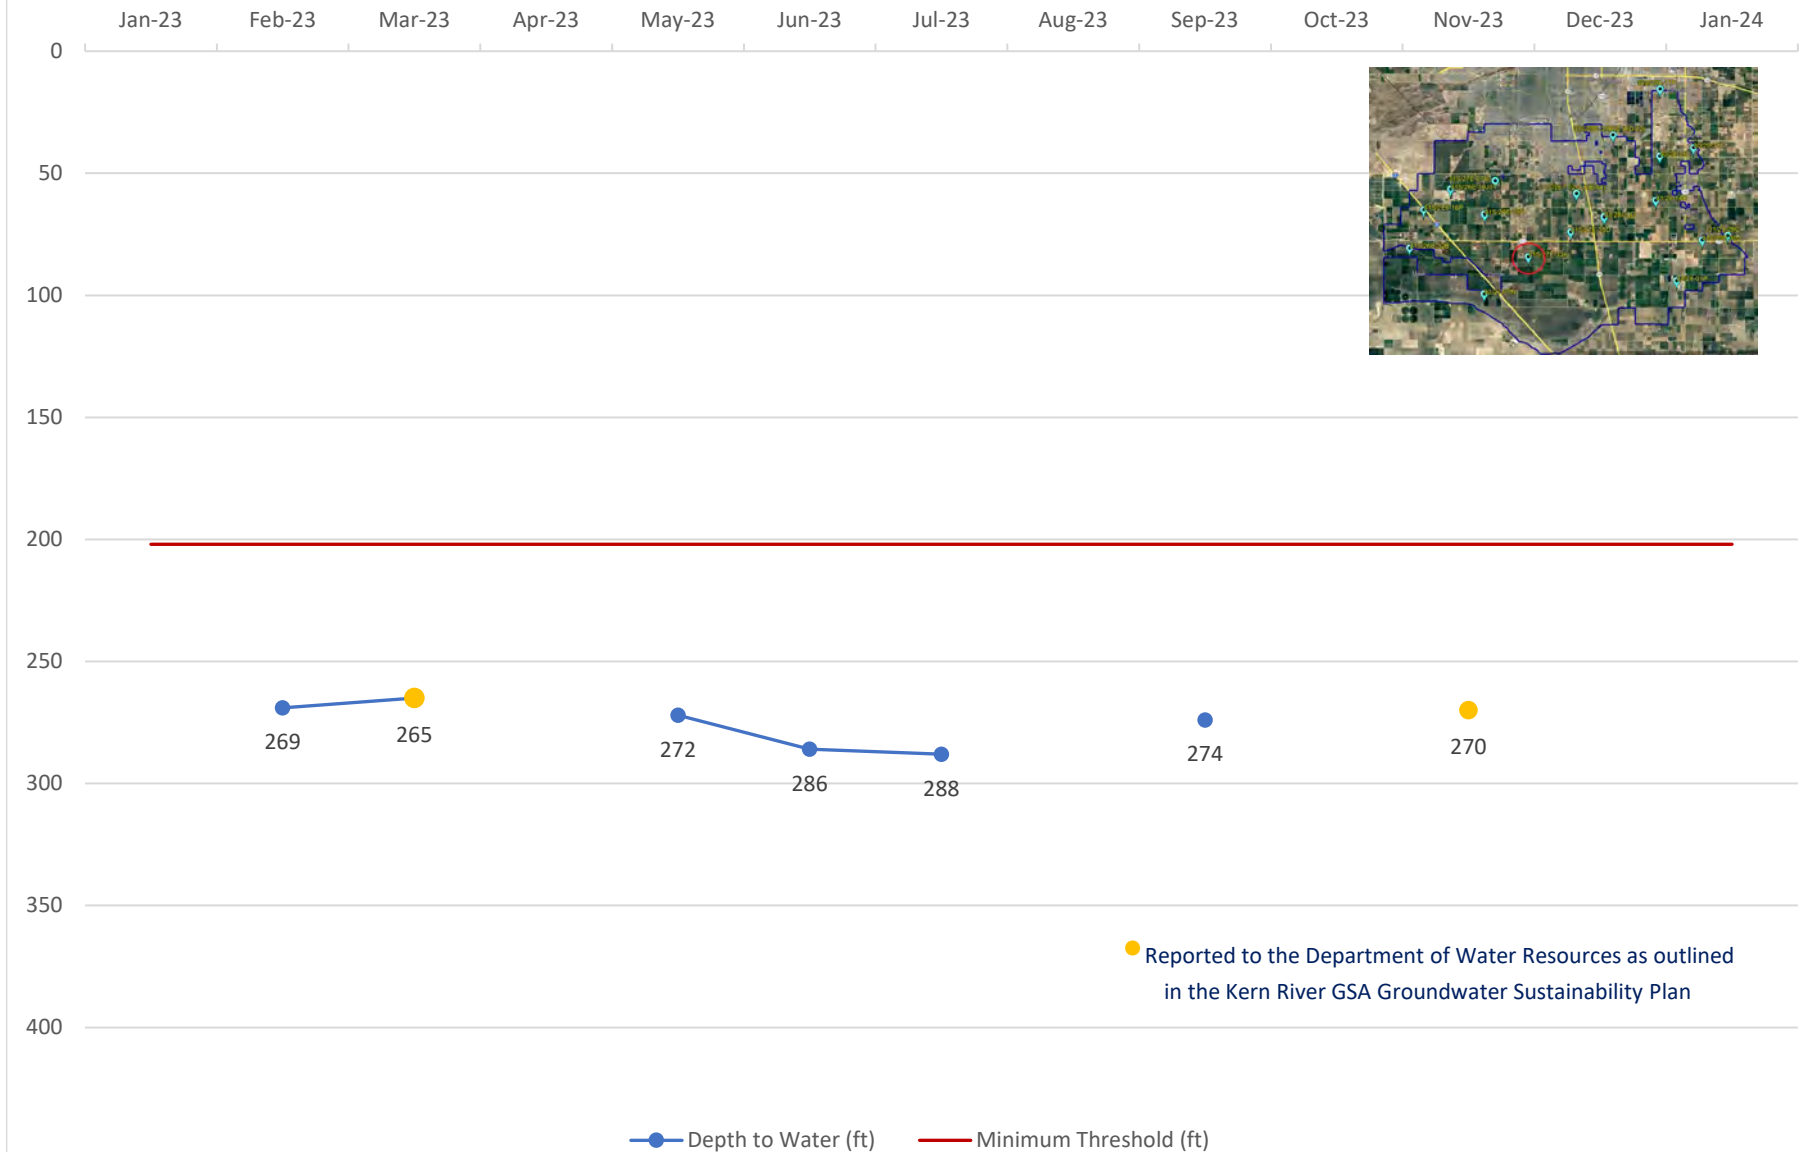 Jan-23 Feb-23 Mar-23 Apr-23 May-23 Jun-23 Jul-23 Aug-23 Sep-23 Oct-23 Nov-23 Dec-23 Jan-24
0
50
100
150
200
250
269 265 272 286 288 274 270
300
350
Reported to the Department of Water Resources as outlined
in the Kern River GSA Groundwater Sustainability Plan
400
Depth to Water (ft) Minimum Threshold (ft)